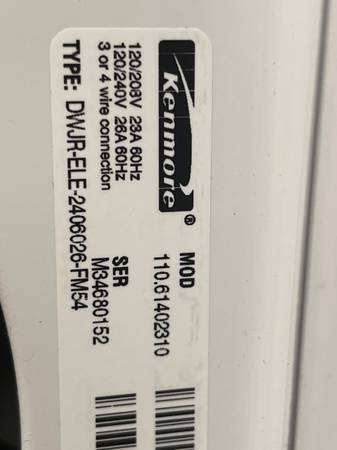 Kenmore®
120/208V 23A 60Hz
120/240V 26A 60Hz
3 or 4 wire connection
TYPE: DWJR-ELE-2406026-FM54
MOD
110.61402310
SER
M34680152